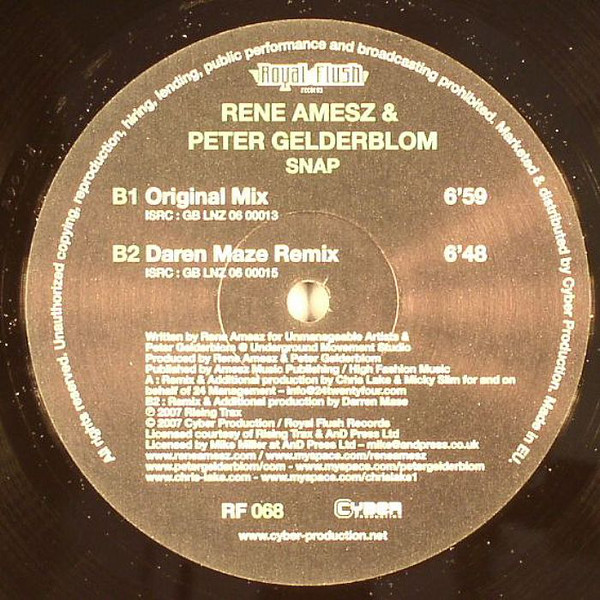 All rights reserved. Unauthorized copying, reproduction, hiring, lending, public performance and broadcasting prohibited. Marketed & distributed by Cyber Production. Made in EU.
Royal Flush
records
RENE AMESZ &
PETER GELDERBLOM
SNAP
B1 Original Mix 6'59
ISRC : GB LNZ 06 00013
B2 Daren Maze Remix 6'48
ISRC : GB LNZ 06 00015
Written by Rene Amesz for Unmanageable Artists &
Peter Gelderblom @ Underground Movement Studio
Produced by Rene Amesz & Peter Gelderblom
Published by Amesz Music Publishing / High Fashion Music
A : Remix & Additional production by Chris Lake & Micky Slim for and on
behalf of 24 Management – info@24twentyfour.com
B2 : Remix & Additional production by Darren Maze
℗ 2007 Rising Trax
© 2007 Cyber Production / Royal Flush Records
Licensed courtesy of Rising Trax & AnD Press Ltd
Licensed by Mike at AnD Press Ltd – mike@andpress.co.uk
www.reneamesz.com / www.myspace.com/reneamesz
www.petergelderblom/com - www.myspace.com/petergelderblom
www.chris-lake.com - www.myspace.com/chrislake1
RF 068 CYBER
www.cyber-production.net